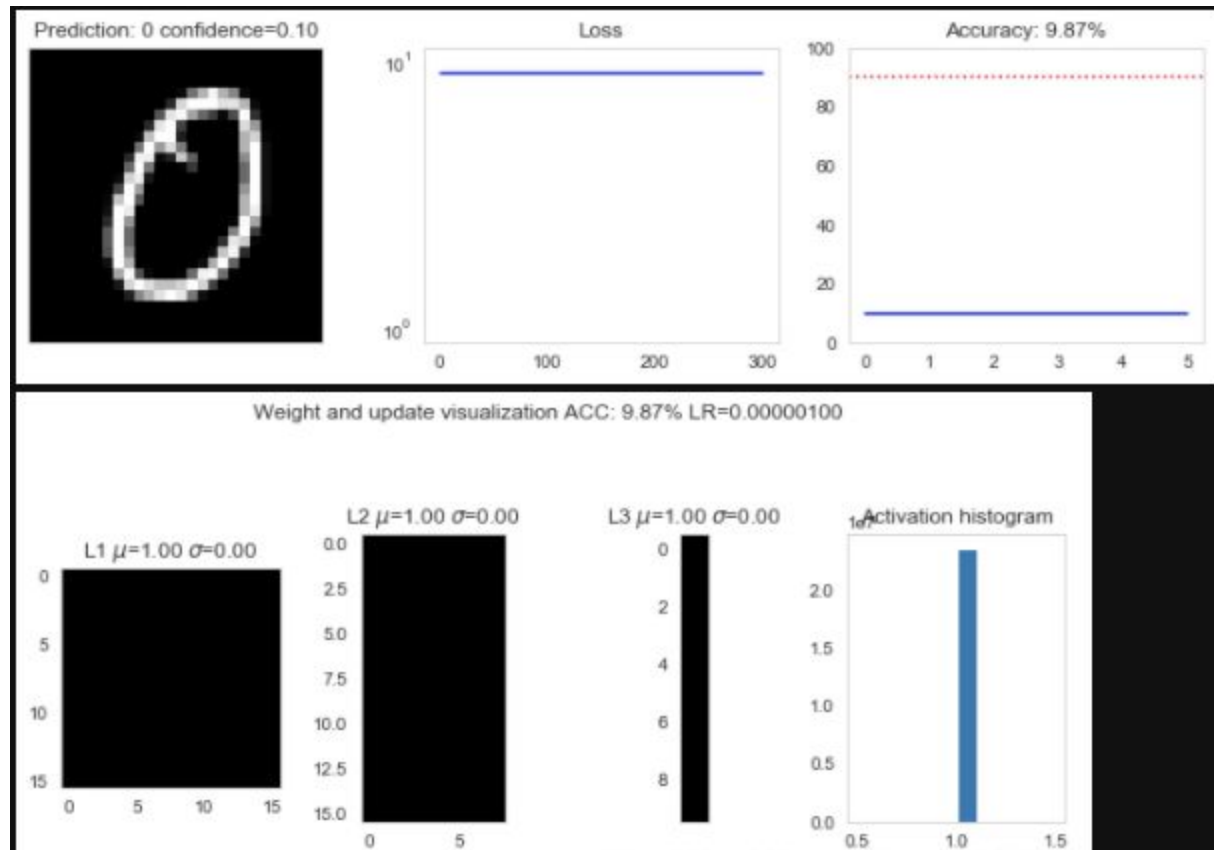 Prediction: 0 confidence=0.10
Loss
Accuracy: 9.87%
10¹
10⁰
0 100 200 300
100
80
60
40
20
0
0 1 2 3 4 5
Weight and update visualization ACC: 9.87% LR=0.00000100
L1 μ=1.00 σ=0.00
0
5
10
15
0 5 10 15
L2 μ=1.00 σ=0.00
0.0
2.5
5.0
7.5
10.0
12.5
15.0
0 5
L3 μ=1.00 σ=0.00
0
2
4
6
8
Activation histogram
2.0
1.5
1.0
0.5
0.0
0.5 1.0 1.5